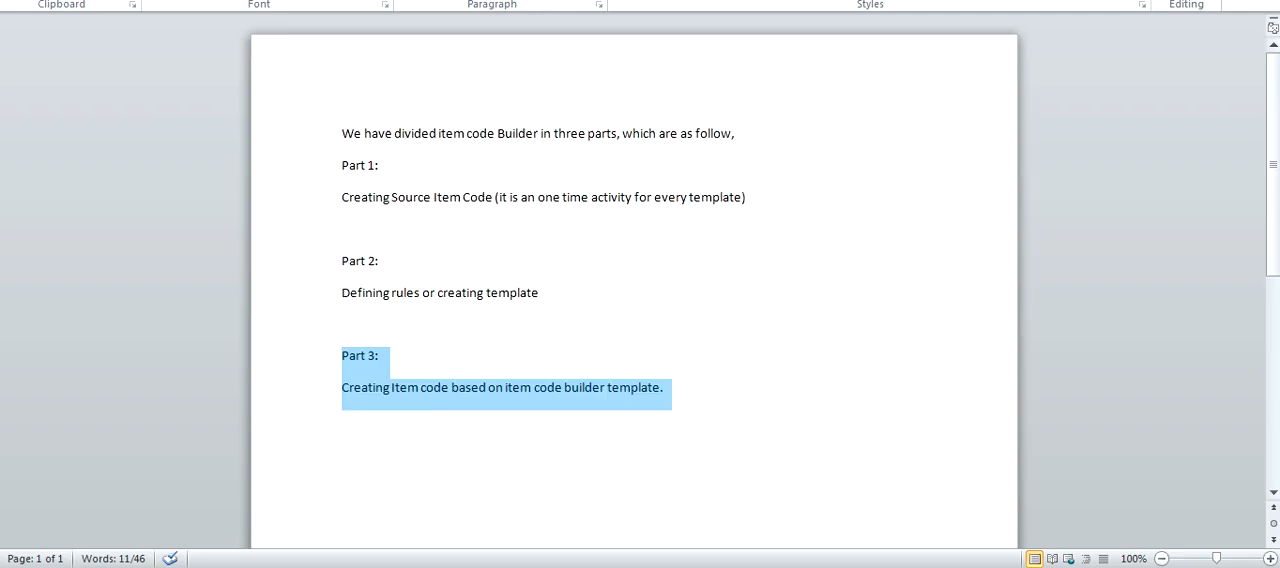 Clipboard Font Paragraph Styles Editing
We have divided item code Builder in three parts, which are as follow,
Part 1:
Creating Source Item Code (it is an one time activity for every template)
Part 2:
Defining rules or creating template
Part 3:
Creating Item code based on item code builder template.
Page: 1 of 1 Words: 11/46 100%